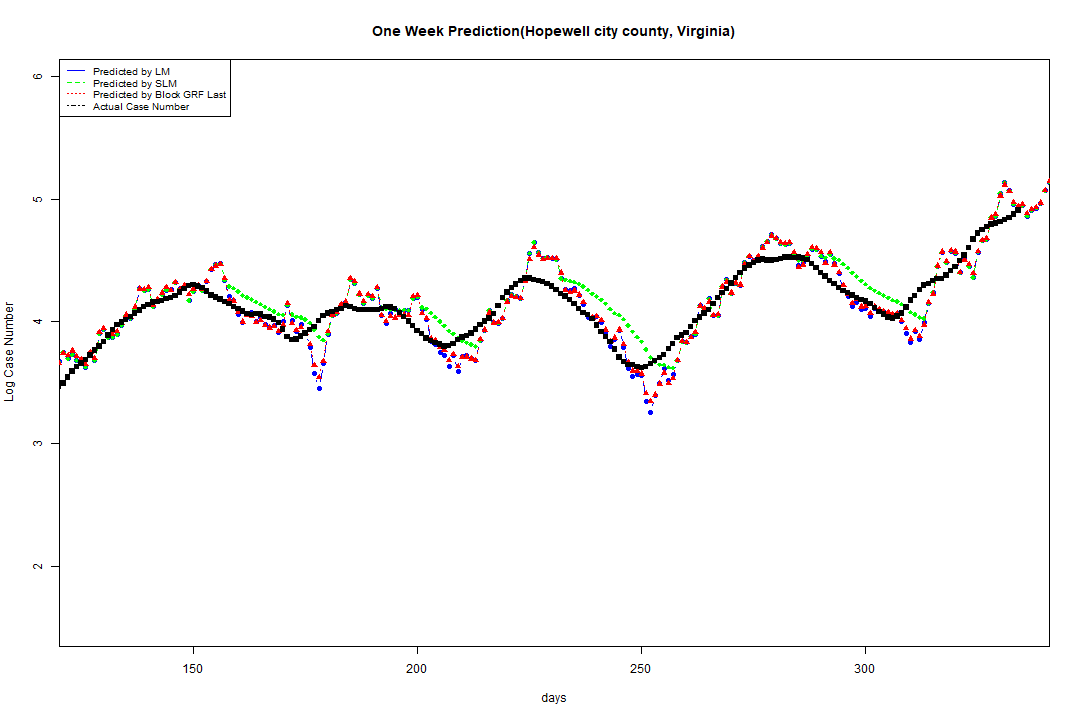 One Week Prediction(Hopewell city county, Virginia)
Predicted by LM
Predicted by SLM
Predicted by Block GRF Last
Actual Case Number
Log Case Number
6
5
4
3
2
150 200 250 300
days